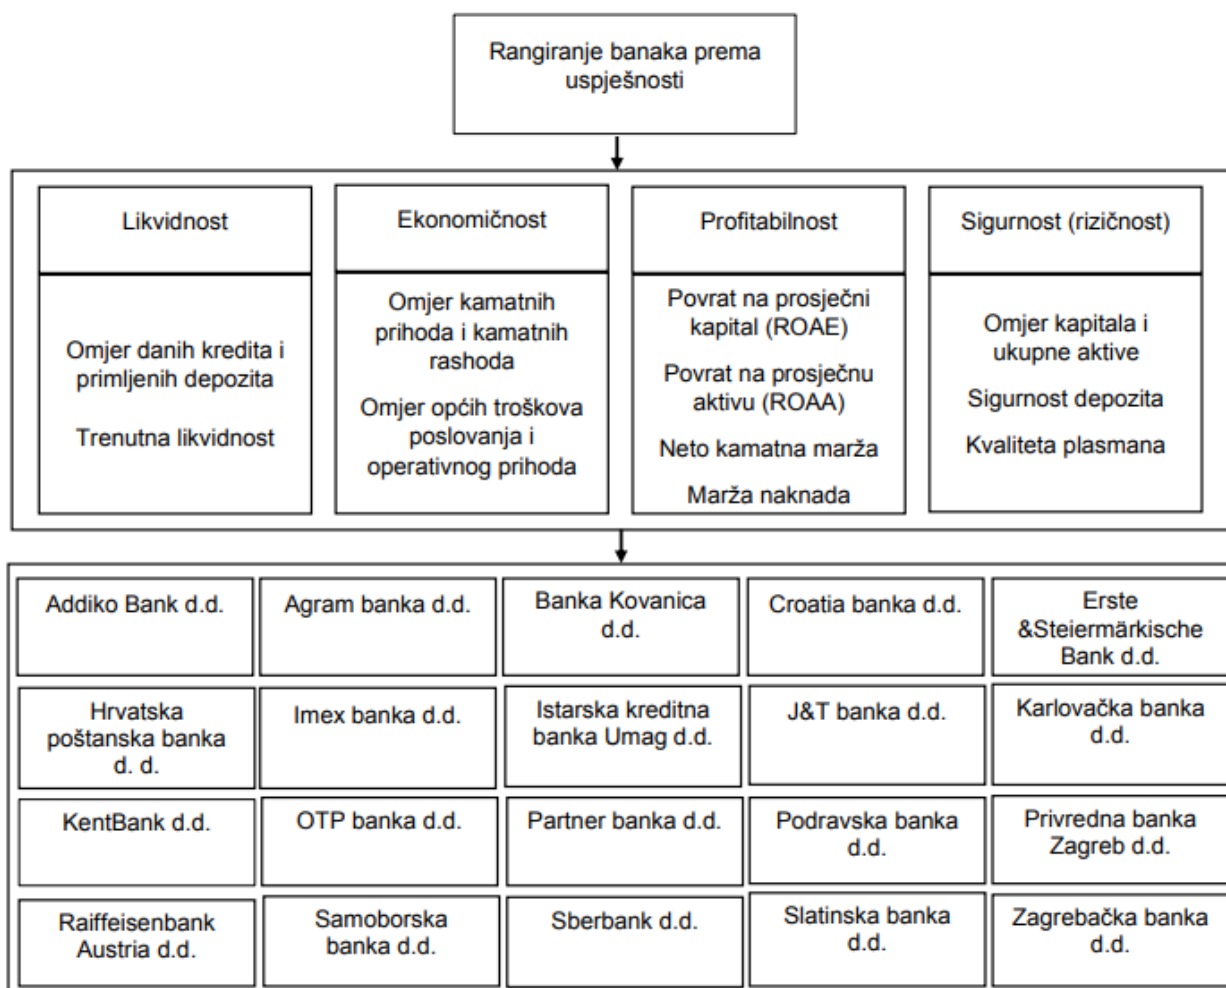 Rangiranje banaka prema
uspješnosti
Likvidnost
Omjer danih kredita i
primljenih depozita
Trenutna likvidnost
Ekonomičnost
Omjer kamatnih
prihoda i kamatnih
rashoda
Omjer općih troškova
poslovanja i
operativnog prihoda
Profitabilnost
Povrat na prosječni
kapital (ROAE)
Povrat na prosječnu
aktivu (ROAA)
Neto kamatna marža
Marža naknada
Sigurnost (rizičnost)
Omjer kapitala i
ukupne aktive
Sigurnost depozita
Kvaliteta plasmana
Addiko Bank d.d.
Agram banka d.d.
Banka Kovanica
d.d.
Croatia banka d.d.
Erste
&Steiermärkische
Bank d.d.
Hrvatska
poštanska banka
d. d.
Imex banka d.d.
Istarska kreditna
banka Umag d.d.
J&T banka d.d.
Karlovačka banka
d.d.
KentBank d.d.
OTP banka d.d.
Partner banka d.d.
Podravska banka
d.d.
Privredna banka
Zagreb d.d.
Raiffeisenbank
Austria d.d.
Samoborska
banka d.d.
Sberbank d.d.
Slatinska banka
d.d.
Zagrebačka banka
d.d.